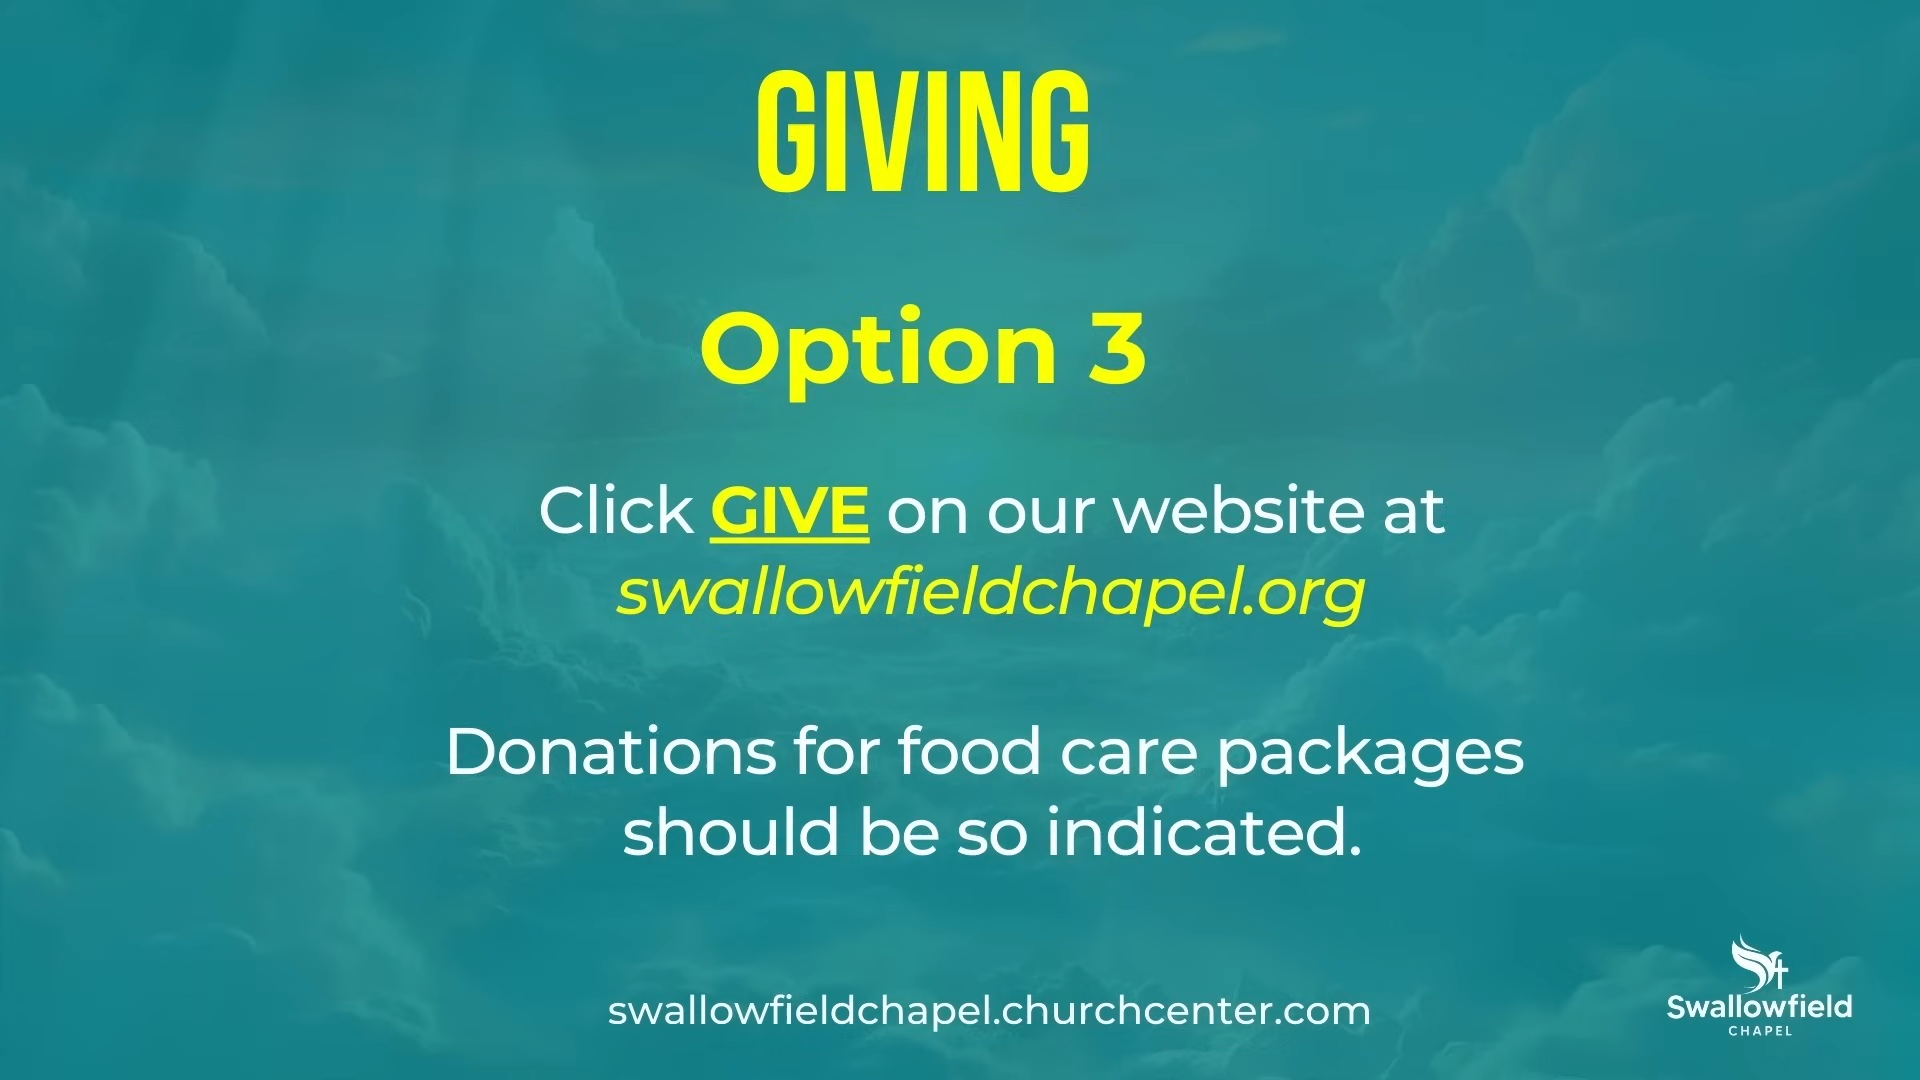 GIVING
Option 3
Click GIVE on our website at
swallowfieldchapel.org
Donations for food care packages
should be so indicated.
swallowfieldchapel.churchcenter.com
Swallowfield
CHAPEL